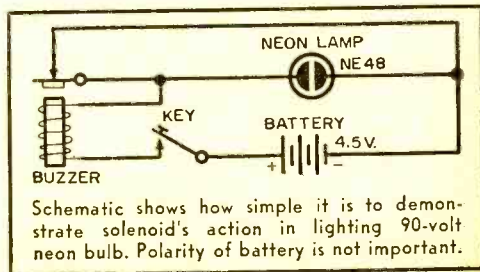 NEON LAMP
NE48
KEY
BATTERY
4.5V.
+ −
BUZZER
Schematic shows how simple it is to demon-
strate solenoid's action in lighting 90-volt
neon bulb. Polarity of battery is not important.